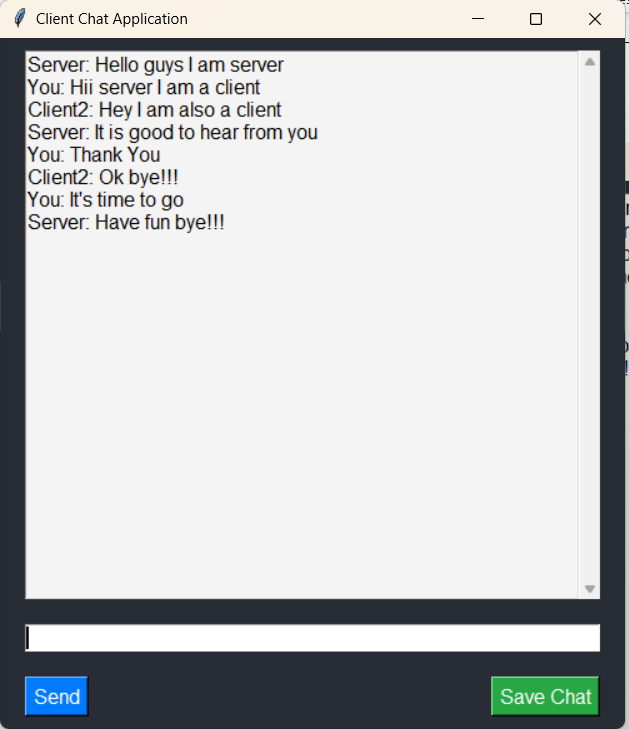 Client Chat Application
Server: Hello guys I am server
You: Hii server I am a client
Client2: Hey I am also a client
Server: It is good to hear from you
You: Thank You
Client2: Ok bye!!!
You: It's time to go
Server: Have fun bye!!!
Send
Save Chat